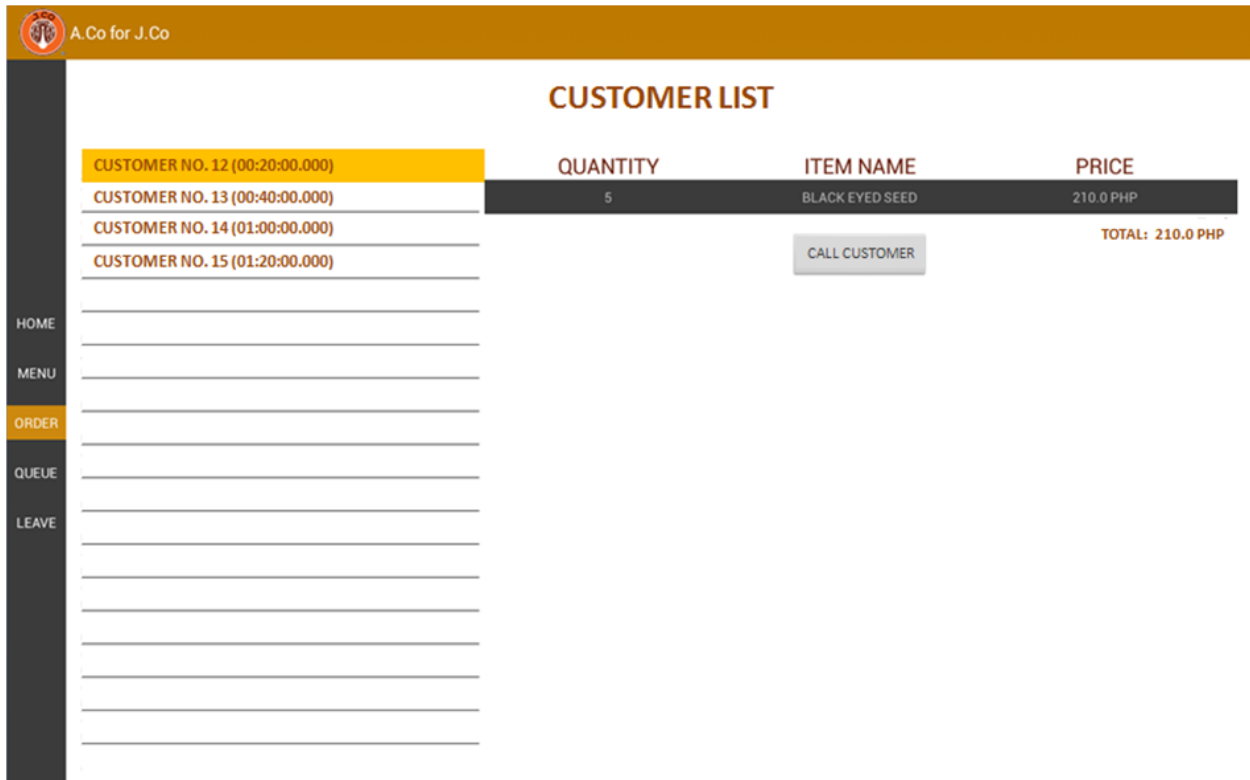 J.CO
A.Co for J.Co
CUSTOMER LIST
CUSTOMER NO. 12 (00:20:00.000)
CUSTOMER NO. 13 (00:40:00.000)
CUSTOMER NO. 14 (01:00:00.000)
CUSTOMER NO. 15 (01:20:00.000)
QUANTITY ITEM NAME PRICE
5 BLACK EYED SEED 210.0 PHP
TOTAL: 210.0 PHP
CALL CUSTOMER
HOME
MENU
ORDER
QUEUE
LEAVE